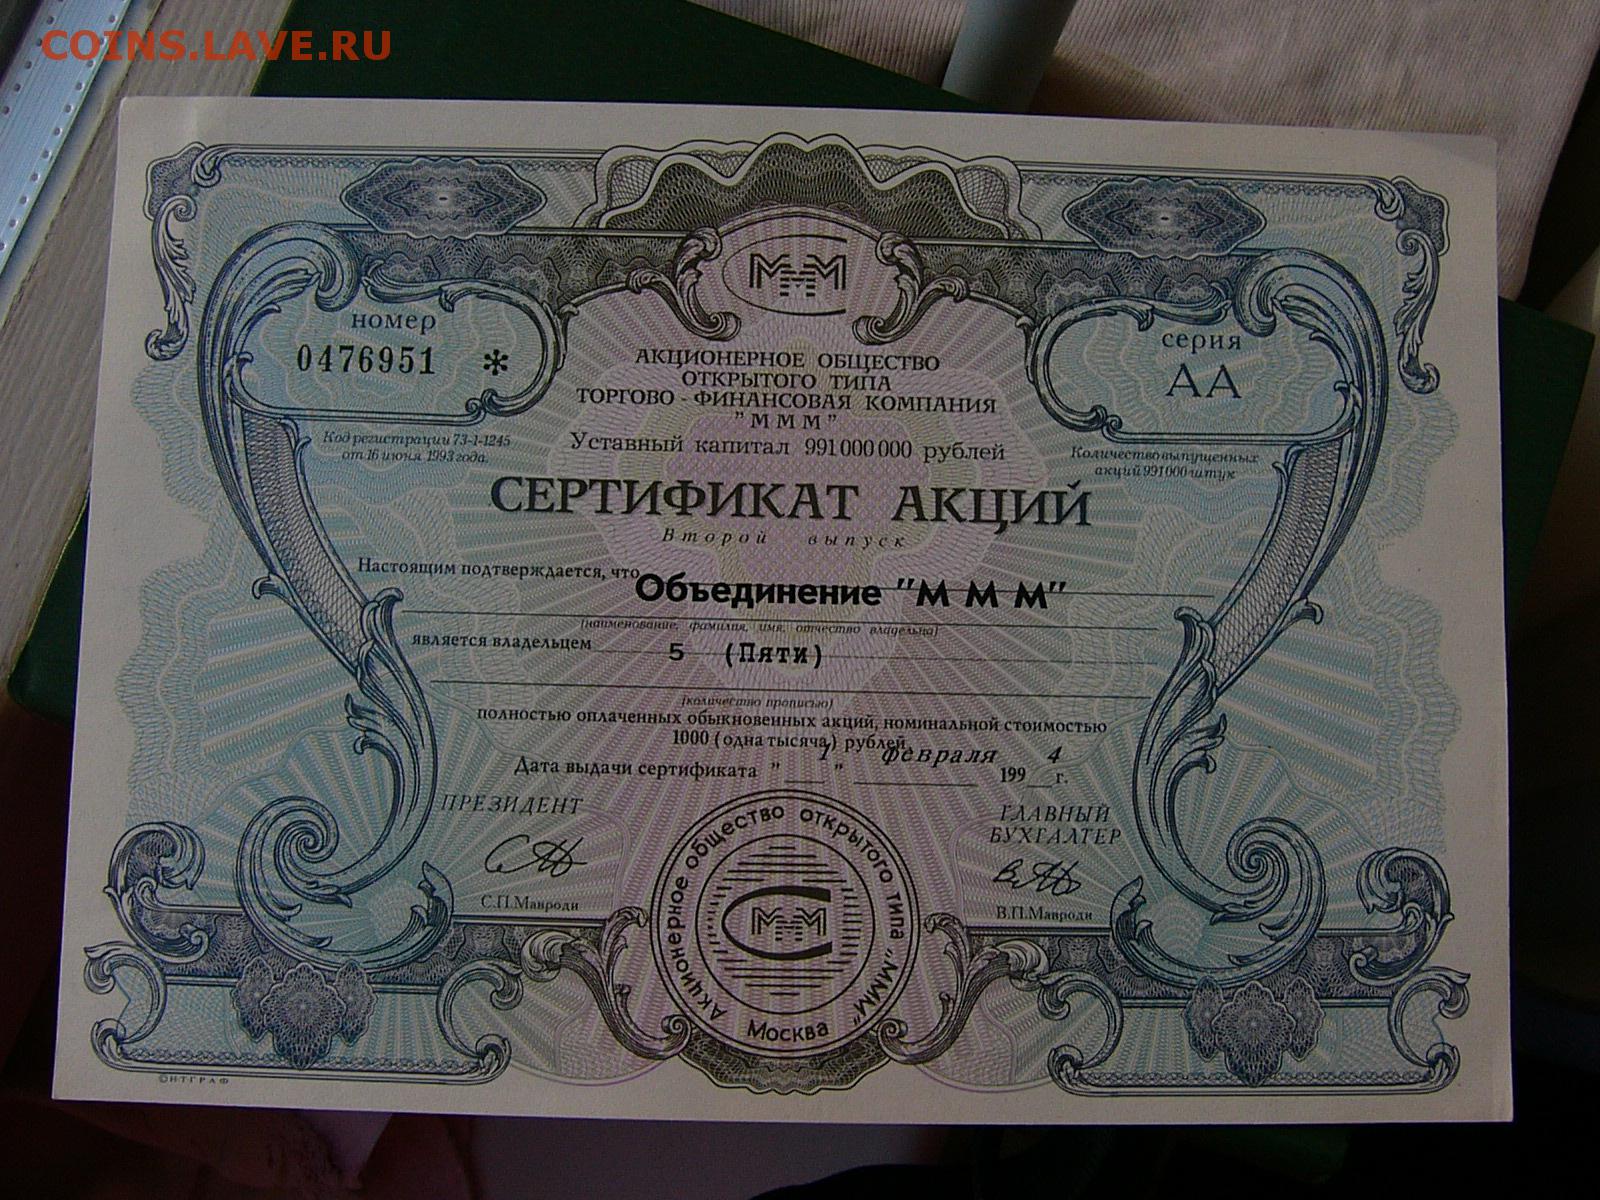 COINS.LAVE.RU
МММ
номер
0476951 *
серия
АА
Код регистрации 73-1-1245
от 16 июня 1993 года.
АКЦИОНЕРНОЕ ОБЩЕСТВО
ОТКРЫТОГО ТИПА
ТОРГОВО - ФИНАНСОВАЯ КОМПАНИЯ
"МММ"
Уставный капитал 991 000 000 рублей
Количество выпущенных
акций 991 000 штук
СЕРТИФИКАТ АКЦИЙ
Второй выпуск
Настоящим подтверждается, что Объединение "М М М"
(наименование, фамилия, имя, отчество владельца)
является владельцем 5 (Пяти)
(количество прописью)
полностью оплаченных обыкновенных акций, номинальной стоимостью
1000 (одна тысяча) рублей.
Дата выдачи сертификата " 1 " февраля 1994 г.
ПРЕЗИДЕНТ
С.П.Мавроди
ГЛАВНЫЙ
БУХГАЛТЕР
В.П.Мавроди
Акционерное общество открытого типа „МММ"
МММ
Москва
©НТГРАФ